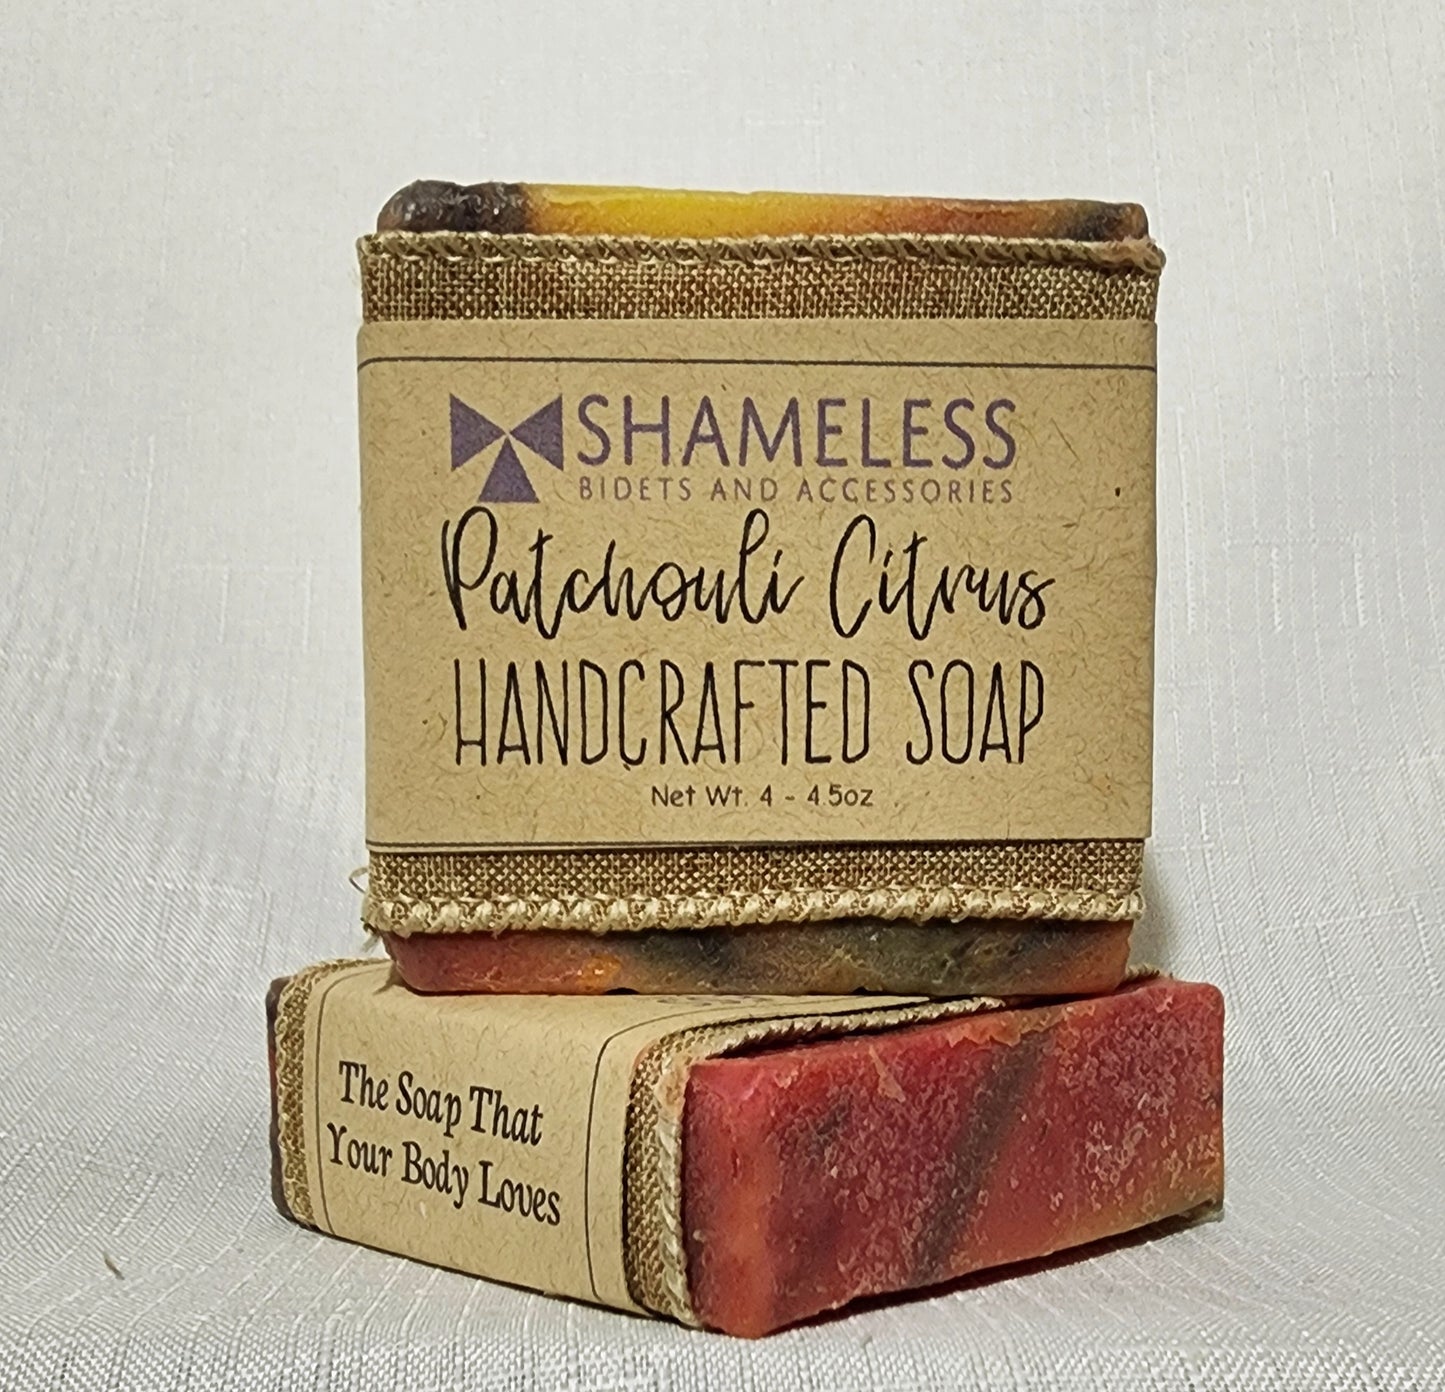 SHAMELESS
BIDETS AND ACCESSORIES
Patchouli Citrus
HANDCRAFTED SOAP
Net Wt. 4 - 4.5oz
The Soap That
Your Body Loves